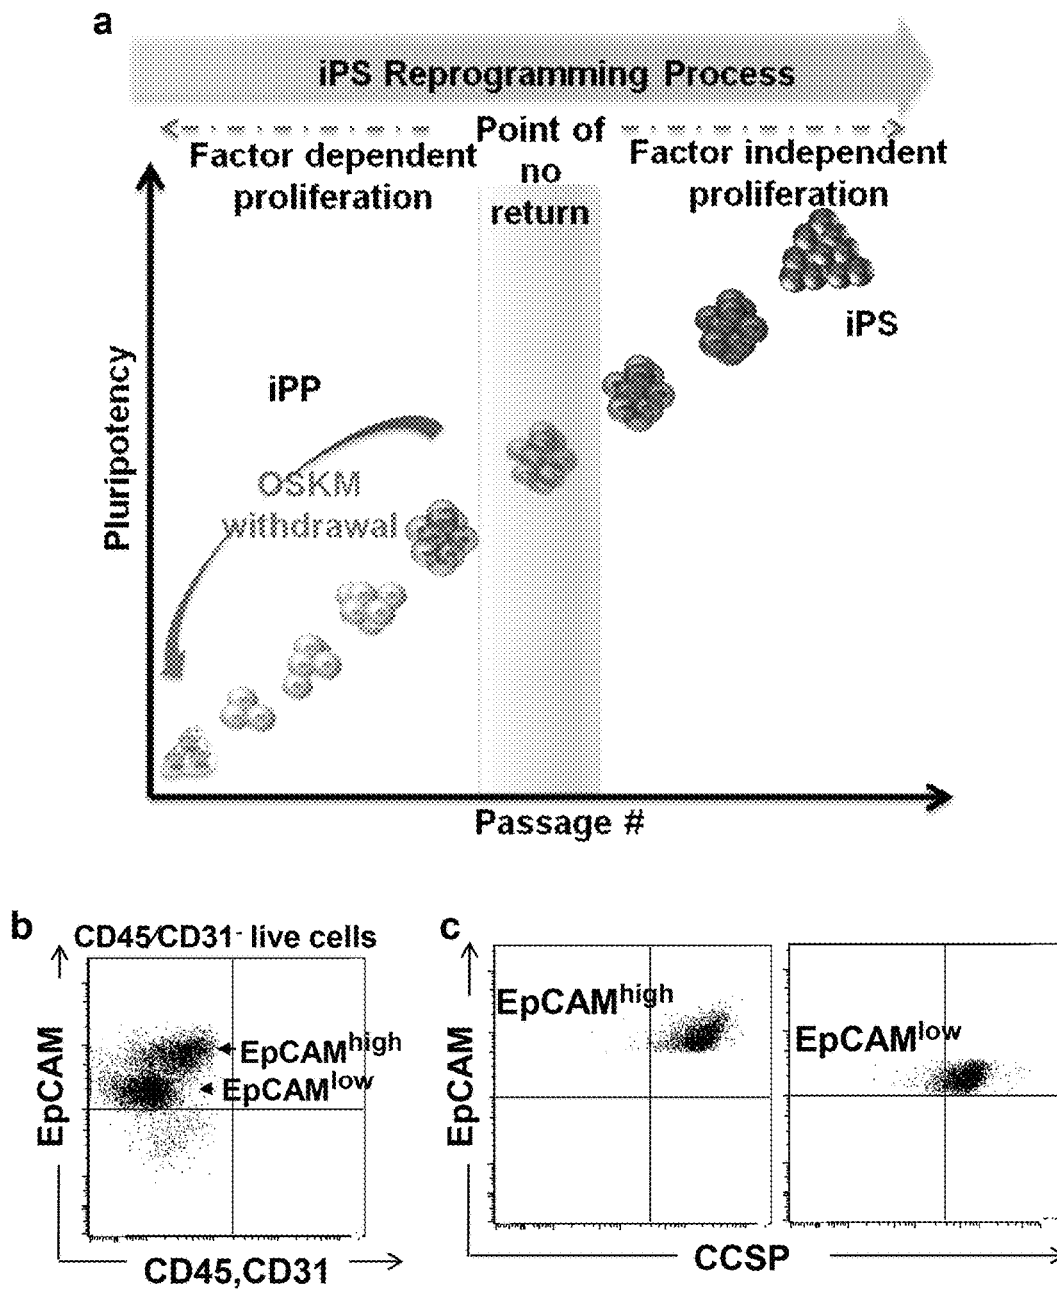 a
iPS Reprogramming Process
Factor dependent
proliferation
Point of
no
return
Factor independent
proliferation
Pluripotency
iPP
OSKM
withdrawal
iPS
Passage #
b
CD45/CD31- live cells
EpCAM
EpCAMhigh
EpCAMlow
CD45,CD31
c
EpCAM
EpCAMhigh
EpCAMlow
CCSP